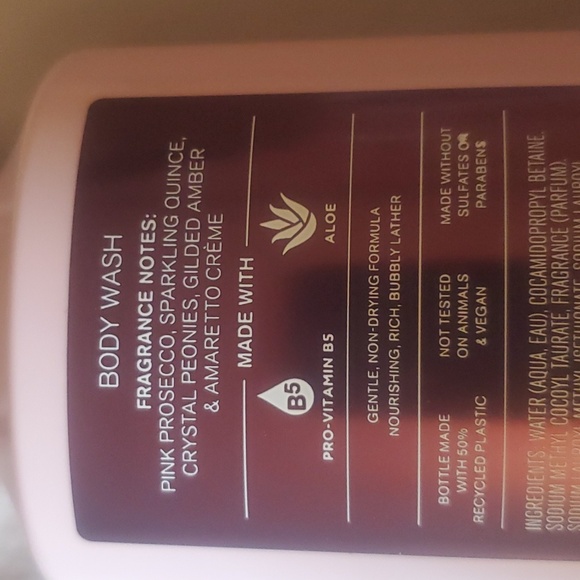 BODY WASH
FRAGRANCE NOTES:
PINK PROSECCO, SPARKLING QUINCE,
CRYSTAL PEONIES, GILDED AMBER
& AMARETTO CRÈME
MADE WITH
B5
PRO-VITAMIN B5
ALOE
GENTLE, NON-DRYING FORMULA
NOURISHING, RICH, BUBBLY LATHER
BOTTLE MADE
WITH 50%
RECYCLED PLASTIC
NOT TESTED
ON ANIMALS
& VEGAN
MADE WITHOUT
SULFATES OR
PARABENS
INGREDIENTS: WATER (AQUA, EAU), COCAMIDOPROPYL BETAINE,
SODIUM METHYL COCOYL TAURATE, FRAGRANCE (PARFUM),